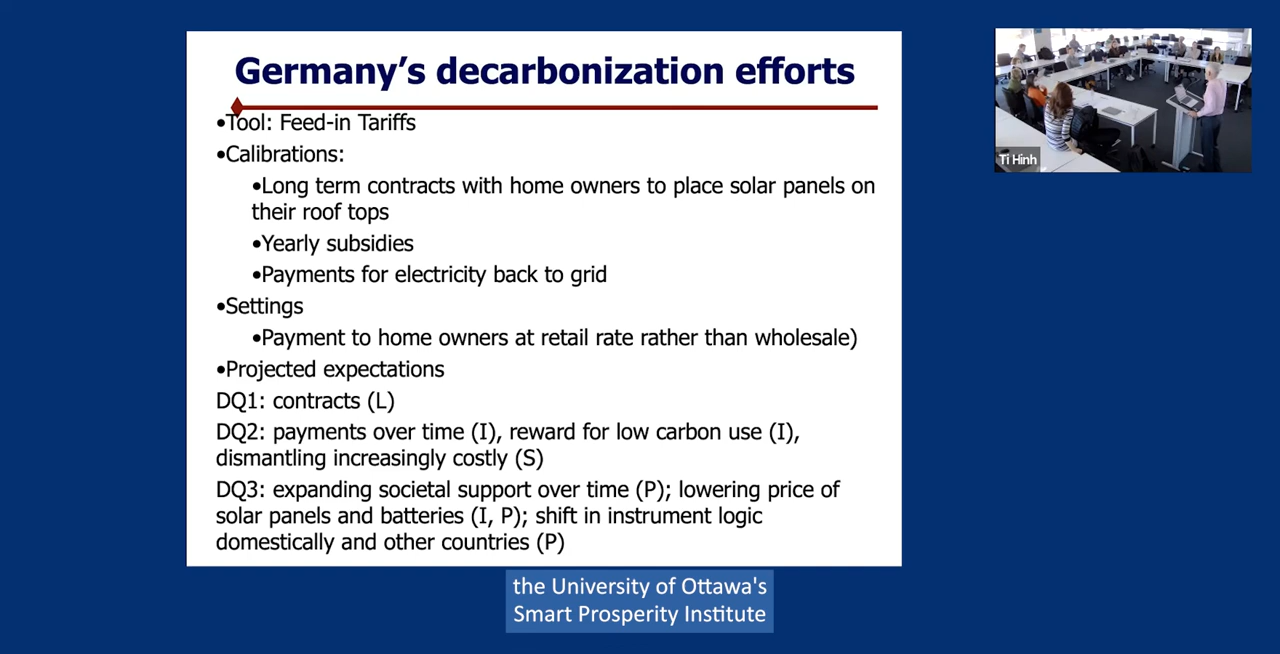 Germany's decarbonization efforts
•Tool: Feed-in Tariffs
•Calibrations:
•Long term contracts with home owners to place solar panels on
their roof tops
•Yearly subsidies
•Payments for electricity back to grid
•Settings
•Payment to home owners at retail rate rather than wholesale)
•Projected expectations
DQ1: contracts (L)
DQ2: payments over time (I), reward for low carbon use (I),
dismantling increasingly costly (S)
DQ3: expanding societal support over time (P); lowering price of
solar panels and batteries (I, P); shift in instrument logic
domestically and other countries (P)
Ti Hinh
the University of Ottawa's
Smart Prosperity Institute